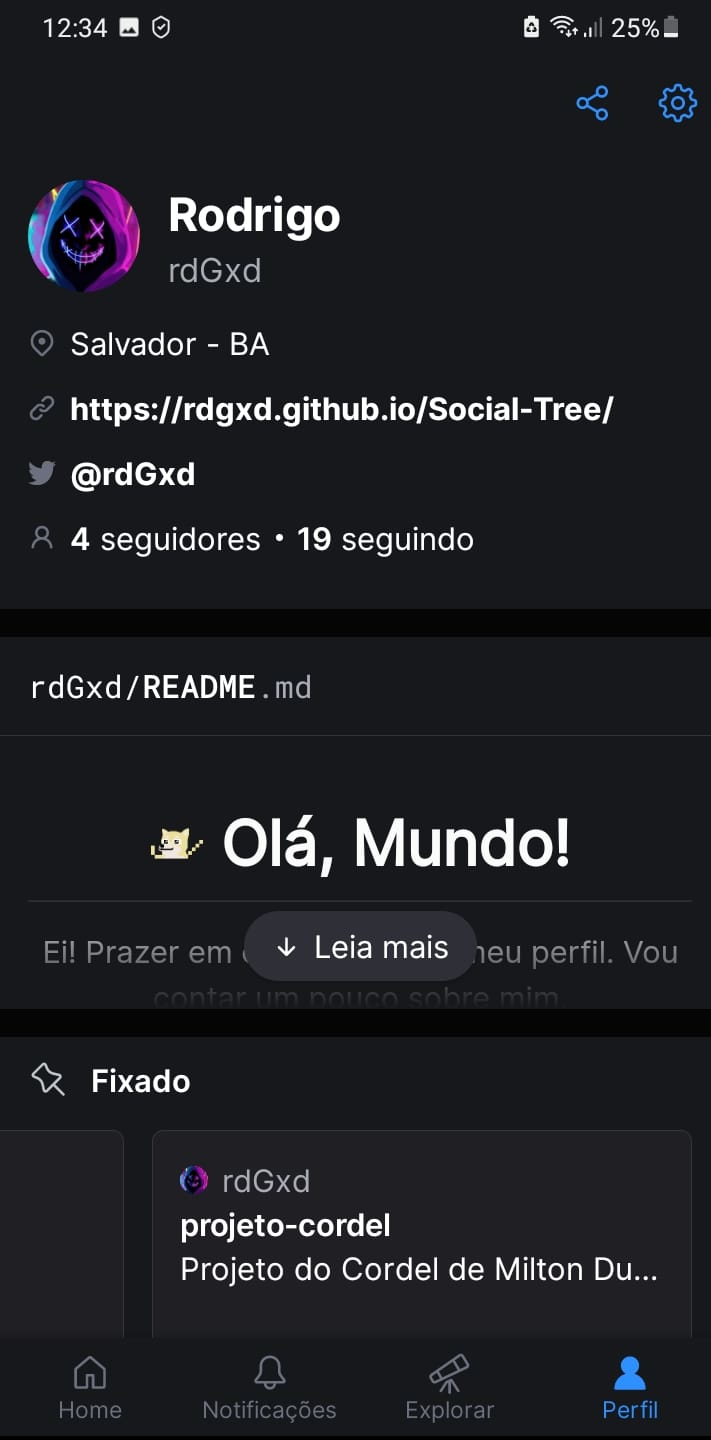 12:34
25%
Rodrigo
rdGxd
Salvador - BA
https://rdgxd.github.io/Social-Tree/
@rdGxd
4 seguidores • 19 seguindo
rdGxd/README.md
Olá, Mundo!
Ei! Prazer em
perfil. Vou
Leia mais
contar um pouco sobre mim.
Fixado
rdGxd
projeto-cordel
Projeto do Cordel de Milton Du...
Home
Notificações
Explorar
Perfil